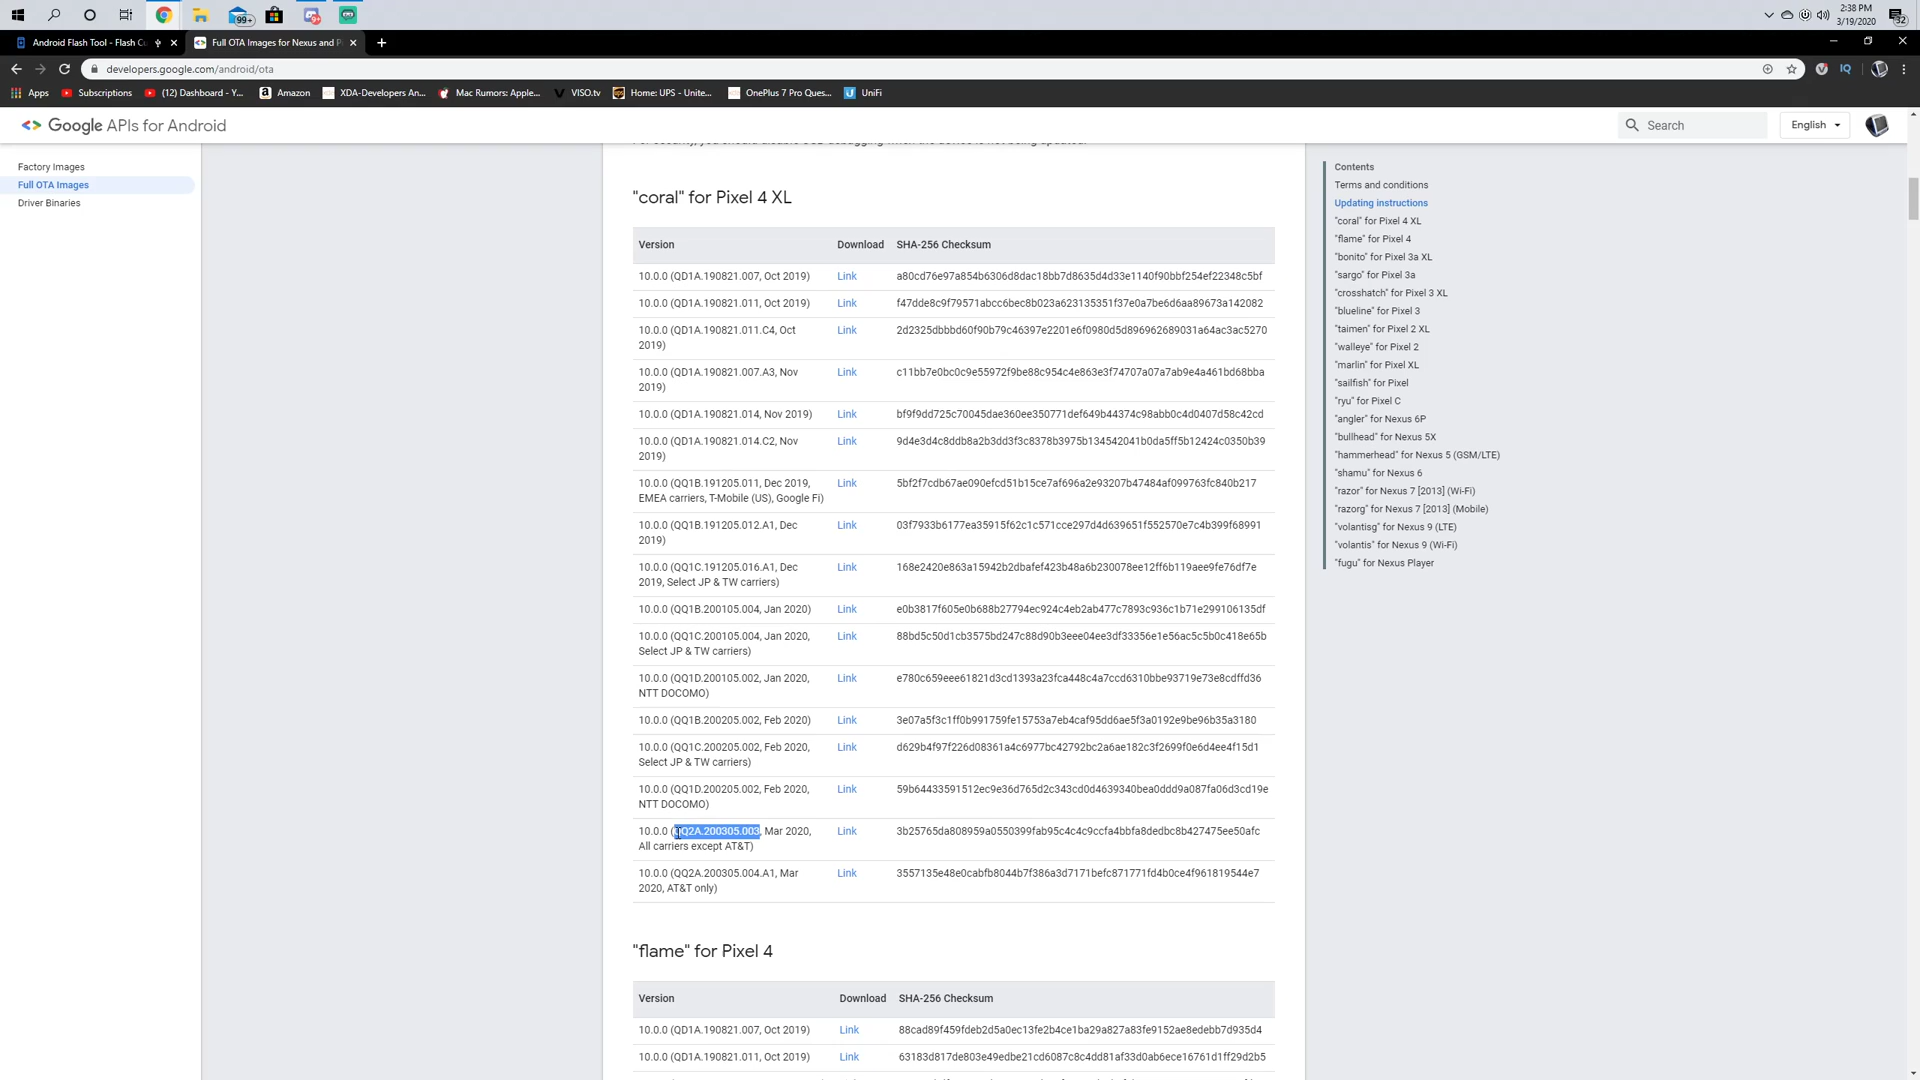 2:38 PM
99+
9+
3/19/2020
32
Android Flash Tool - Flash C
Full OTA Images for Nexus and P
developers.google.com/android/ota
Apps
Subscriptions
(12) Dashboard - Y...
Amazon
XDA-Developers An...
Mac Rumors: Apple...
VISO.tv
Home: UPS - Unite...
OnePlus 7 Pro Ques...
UniFi
Google APIs for Android
Search
English
Factory Images
Full OTA Images
Driver Binaries
"coral" for Pixel 4 XL
Version Download SHA-256 Checksum
10.0.0 (QD1A.190821.007, Oct 2019) Link a80cd76e97a854b6306d8dac18bb7d8635d4d33e1140f90bbf254ef22348c5bf
10.0.0 (QD1A.190821.011, Oct 2019) Link f47dde8c9f79571abcc6bec8b023a623135351f37e0a7be6d6aa89673a142082
10.0.0 (QD1A.190821.011.C4, Oct Link 2d2325dbbbd60f90b79c46397e2201e6f0980d5d896962689031a64ac3ac5270
2019)
10.0.0 (QD1A.190821.007.A3, Nov Link c11bb7e0bc0c9e55972f9be88c954c4e863e3f74707a07a7ab9e4a461bd68bba
2019)
10.0.0 (QD1A.190821.014, Nov 2019) Link bf9f9dd725c70045dae360ee350771def649b44374c98abb0c4d0407d58c42cd
10.0.0 (QD1A.190821.014.C2, Nov Link 9d4e3d4c8ddb8a2b3dd3f3c8378b3975b134542041b0da5ff5b12424c0350b39
2019)
10.0.0 (QQ1B.191205.011, Dec 2019, Link 5bf2f7cdb67ae090efcd51b15ce7af696a2e93207b47484af099763fc840b217
EMEA carriers, T-Mobile (US), Google Fi)
10.0.0 (QQ1B.191205.012.A1, Dec Link 03f7933b6177ea35915f62c1c571cce297d4d639651f552570e7c4b399f68991
2019)
10.0.0 (QQ1C.191205.016.A1, Dec Link 168e2420e863a15942b2dbafef423b48a6b230078ee12ff6b119aee9fe76df7e
2019, Select JP & TW carriers)
10.0.0 (QQ1B.200105.004, Jan 2020) Link e0b3817f605e0b688b27794ec924c4eb2ab477c7893c936c1b71e299106135df
10.0.0 (QQ1C.200105.004, Jan 2020, Link 88bd5c50d1cb3575bd247c88d90b3eee04ee3df33356e1e56ac5c5b0c418e65b
Select JP & TW carriers)
10.0.0 (QQ1D.200105.002, Jan 2020, Link e780c659eee61821d3cd1393a23fca448c4a7ccd6310bbe93719e73e8cdffd36
NTT DOCOMO)
10.0.0 (QQ1B.200205.002, Feb 2020) Link 3e07a5f3c1ff0b991759fe15753a7eb4caf95dd6ae5f3a0192e9be96b35a3180
10.0.0 (QQ1C.200205.002, Feb 2020, Link d629b4f97f226d08361a4c6977bc42792bc2a6ae182c3f2699f0e6d4ee4f15d1
Select JP & TW carriers)
10.0.0 (QQ1D.200205.002, Feb 2020, Link 59b64433591512ec9e36d765d2c343cd0d4639340bea0ddd9a087fa06d3cd19e
NTT DOCOMO)
10.0.0 (QQ2A.200305.003, Mar 2020, Link 3b25765da808959a0550399fab95c4c4c9ccfa4bbfa8dedbc8b427475ee50afc
All carriers except AT&T)
10.0.0 (QQ2A.200305.004.A1, Mar Link 3557135e48e0cabfb8044b7f386a3d7171befc871771fd4b0ce4f961819544e7
2020, AT&T only)
"flame" for Pixel 4
Version Download SHA-256 Checksum
10.0.0 (QD1A.190821.007, Oct 2019) Link 88cad89f459fdeb2d5a0ec13fe2b4ce1ba29a827a83fe9152ae8edebb7d935d4
10.0.0 (QD1A.190821.011, Oct 2019) Link 63183d817de803e49edbe21cd6087c8c4dd81af33d0ab6ece16761d1ff29d2b5
Contents
Terms and conditions
Updating instructions
"coral" for Pixel 4 XL
"flame" for Pixel 4
"bonito" for Pixel 3a XL
"sargo" for Pixel 3a
"crosshatch" for Pixel 3 XL
"blueline" for Pixel 3
"taimen" for Pixel 2 XL
"walleye" for Pixel 2
"marlin" for Pixel XL
"sailfish" for Pixel
"ryu" for Pixel C
"angler" for Nexus 6P
"bullhead" for Nexus 5X
"hammerhead" for Nexus 5 (GSM/LTE)
"shamu" for Nexus 6
"razor" for Nexus 7 [2013] (Wi-Fi)
"razorg" for Nexus 7 [2013] (Mobile)
"volantisg" for Nexus 9 (LTE)
"volantis" for Nexus 9 (Wi-Fi)
"fugu" for Nexus Player